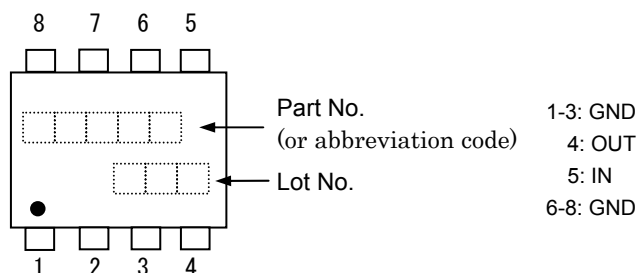 8 7 6 5
Part No.
(or abbreviation code)
Lot No.
1 2 3 4
1-3: GND
4: OUT
5: IN
6-8: GND